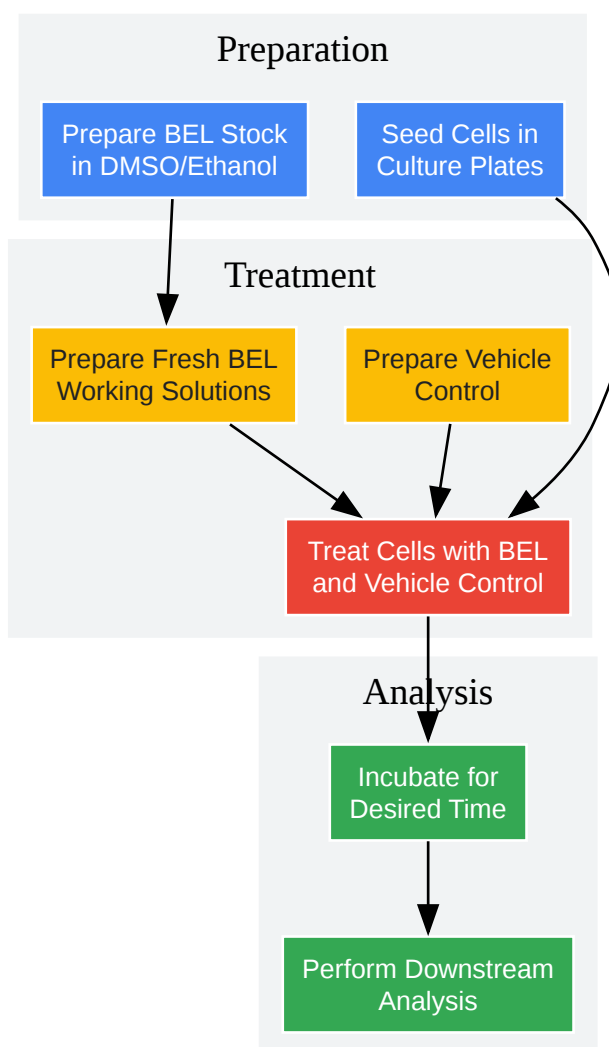 Preparation
Prepare BEL Stock
in DMSO/Ethanol
Seed Cells in
Culture Plates
Treatment
Prepare Fresh BEL
Working Solutions
Prepare Vehicle
Control
Treat Cells with BEL
and Vehicle Control
Analysis
Incubate for
Desired Time
Perform Downstream
Analysis